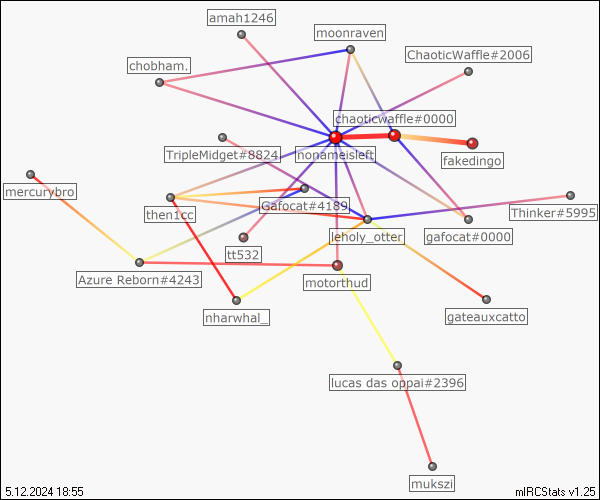 amah1246
moonraven
ChaoticWaffle#2006
chobham.
chaoticwaffle#0000
TripleMidget#8824
nonameisleft
fakedingo
mercurybro
then1cc
Gafocat#4189
Thinker#5995
leholy_otter
gafocat#0000
tt532
Azure Reborn#4243
motorthud
nharwhal_
gateauxcatto
lucas das oppai#2396
mukszi
5.12.2024 18:55
mIRCStats v1.25